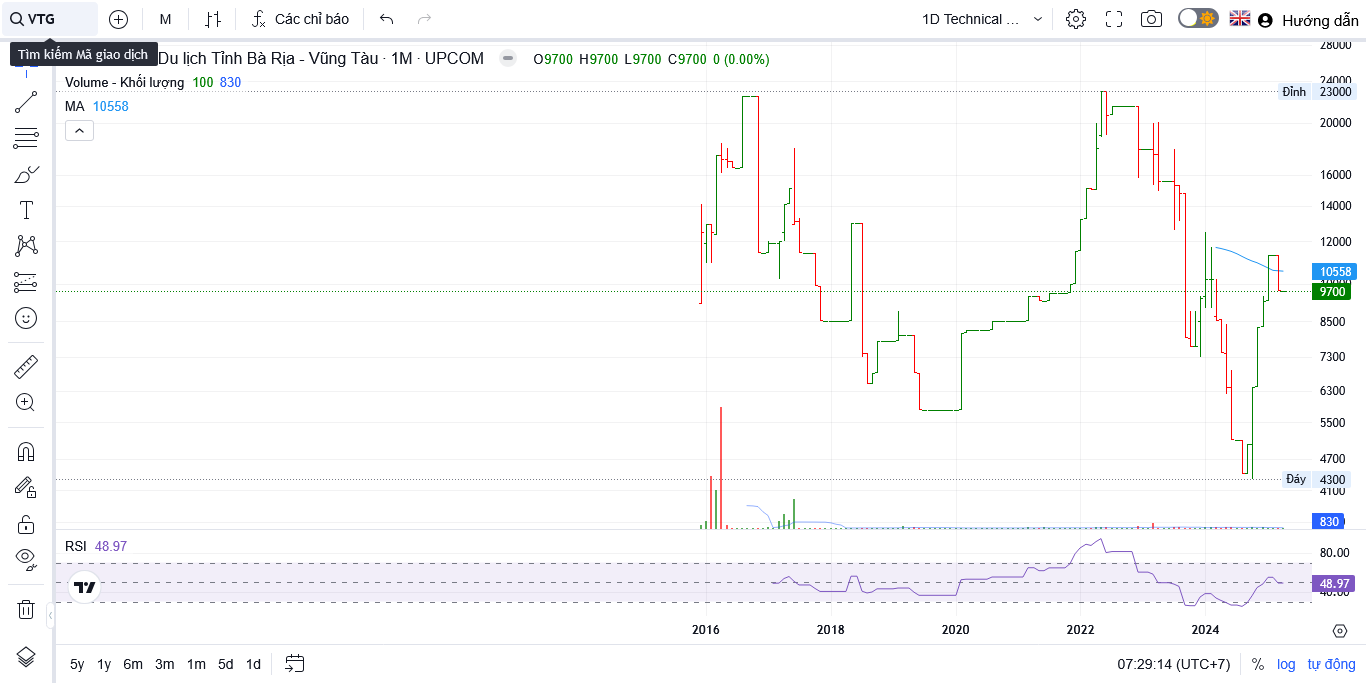 VTG
M
Các chỉ báo
1D Technical ...
Hướng dẫn
Tìm kiếm Mã giao dịch
Du lịch Tỉnh Bà Rịa - Vũng Tàu · 1M · UPCOM
O9700 H9700 L9700 C9700 0 (0.00%)
Volume - Khối lượng 100 830
MA 10558
28000
24000
Đỉnh 23000
20000
16000
14000
12000
10558
10000
9700
8500
7300
6300
5500
4700
Đáy 4300
4100
830
RSI 48.97
80.00
48.97
40.00
2016 2018 2020 2022 2024
5y 1y 6m 3m 1m 5d 1d
07:29:14 (UTC+7) % log tự động